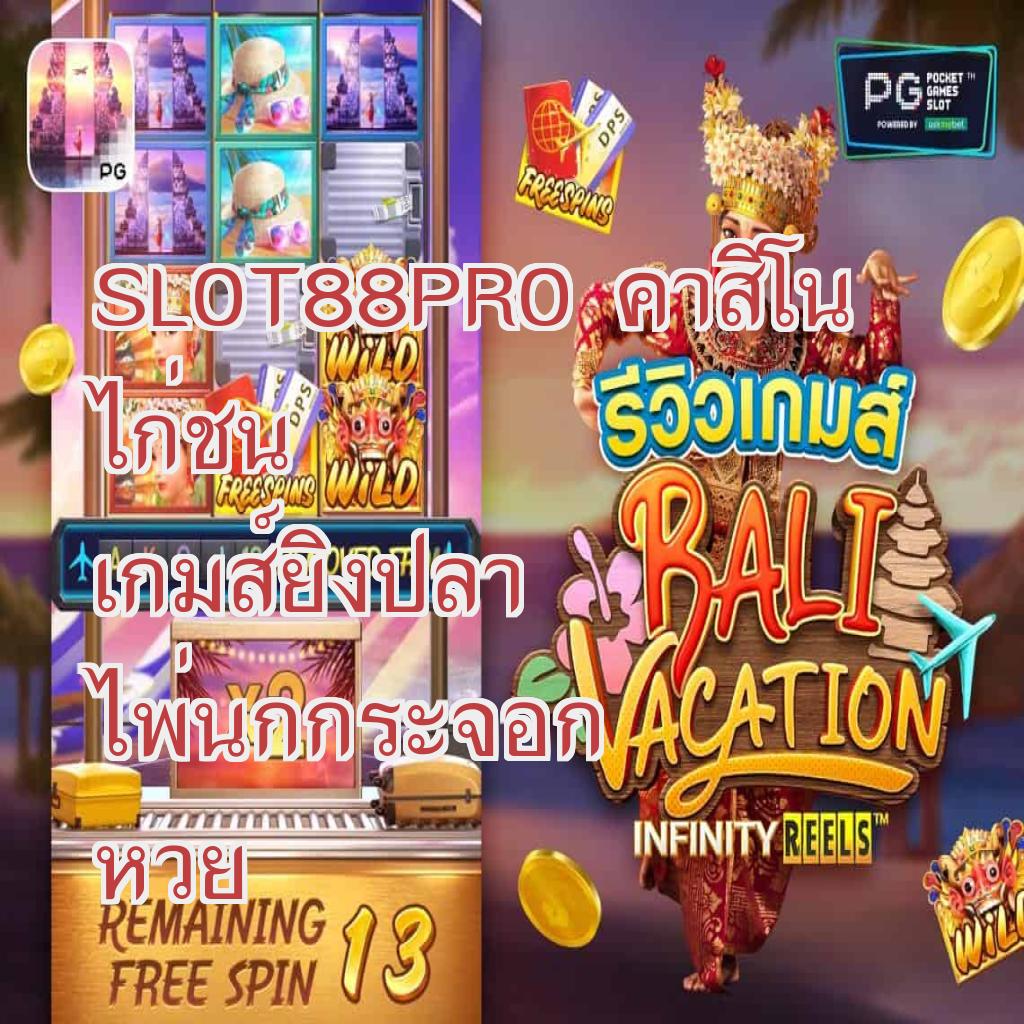 PG
PG POCKET GAMES SLOT™
POWERED BY askmebet
DPS
FREESPINS
SLOT88PRO คาสิโน
ไก่ชน
เกมส์ยิงปลา
ไพ่นกกระจอก
หวย
WILD
DPS
FREESPINS
WILD
x2
REMAINING
FREE SPIN
13
รีวิวเกมส์
BALI
VACATION
INFINITY REELS™
WILD